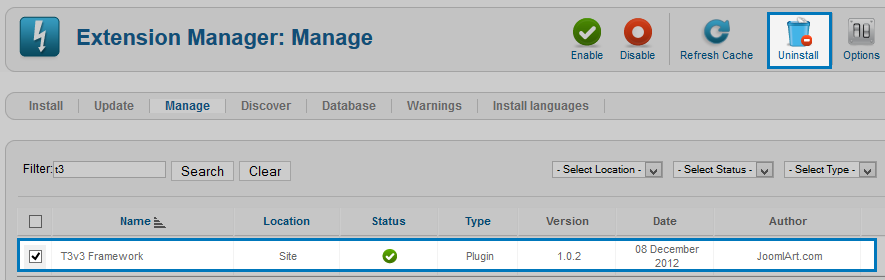 Extension Manager: Manage
Enable Disable Refresh Cache Uninstall Options
Install Update Manage Discover Database Warnings Install languages
Filter: t3 Search Clear - Select Location - - Select Status - - Select Type -
Name Location Status Type Version Date Author
T3v3 Framework Site Plugin 1.0.2 08 December 2012 JoomlArt.com